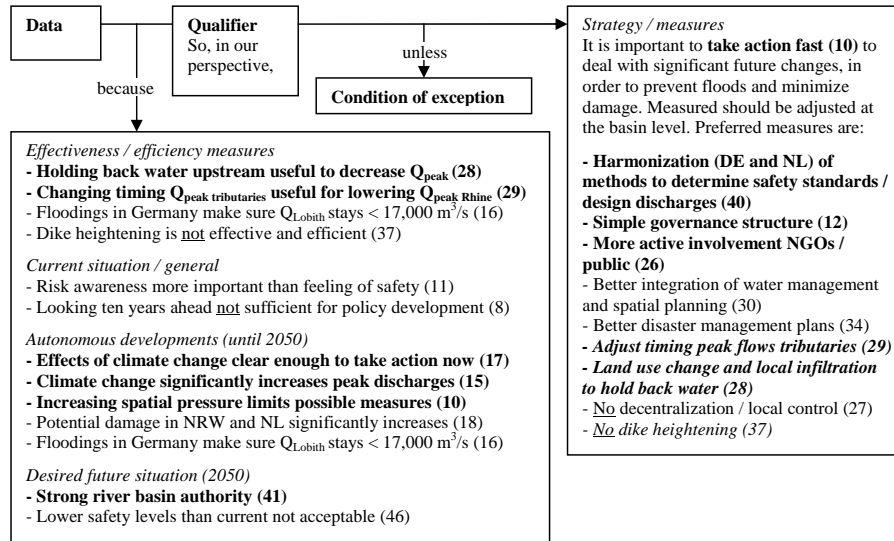 Data
Qualifier
So, in our
perspective,
because
unless
Condition of exception
Effectiveness / efficiency measures
- Holding back water upstream useful to decrease Qpeak (28)
- Changing timing Qpeak tributaries useful for lowering Qpeak Rhine (29)
- Floodings in Germany make sure QLobith stays < 17,000 m³/s (16)
- Dike heightening is not effective and efficient (37)
Current situation / general
- Risk awareness more important than feeling of safety (11)
- Looking ten years ahead not sufficient for policy development (8)
Autonomous developments (until 2050)
- Effects of climate change clear enough to take action now (17)
- Climate change significantly increases peak discharges (15)
- Increasing spatial pressure limits possible measures (10)
- Potential damage in NRW and NL significantly increases (18)
- Floodings in Germany make sure QLobith stays < 17,000 m³/s (16)
Desired future situation (2050)
- Strong river basin authority (41)
- Lower safety levels than current not acceptable (46)
Strategy / measures
It is important to take action fast (10) to
deal with significant future changes, in
order to prevent floods and minimize
damage. Measured should be adjusted at
the basin level. Preferred measures are:
- Harmonization (DE and NL) of
methods to determine safety standards /
design discharges (40)
- Simple governance structure (12)
- More active involvement NGOs /
public (26)
- Better integration of water management
and spatial planning (30)
- Better disaster management plans (34)
- Adjust timing peak flows tributaries (29)
- Land use change and local infiltration
to hold back water (28)
- No decentralization / local control (27)
- No dike heightening (37)